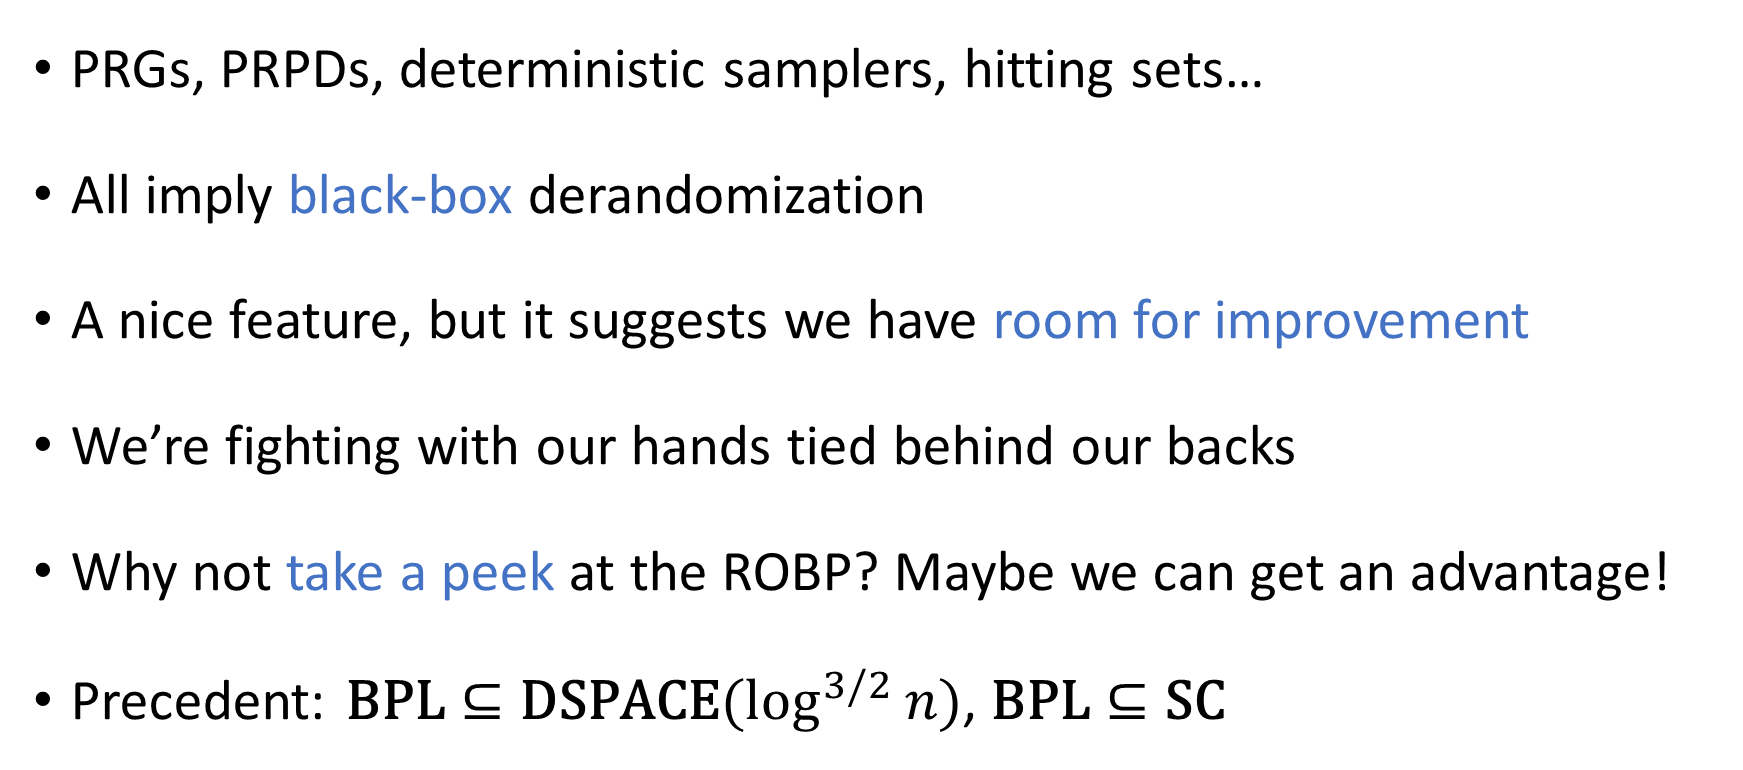 • PRGs, PRPDs, deterministic samplers, hitting sets…
• All imply black-box derandomization
• A nice feature, but it suggests we have room for improvement
• We’re fighting with our hands tied behind our backs
• Why not take a peek at the ROBP? Maybe we can get an advantage!
• Precedent: BPL ⊆ DSPACE(log^{3/2} n), BPL ⊆ SC